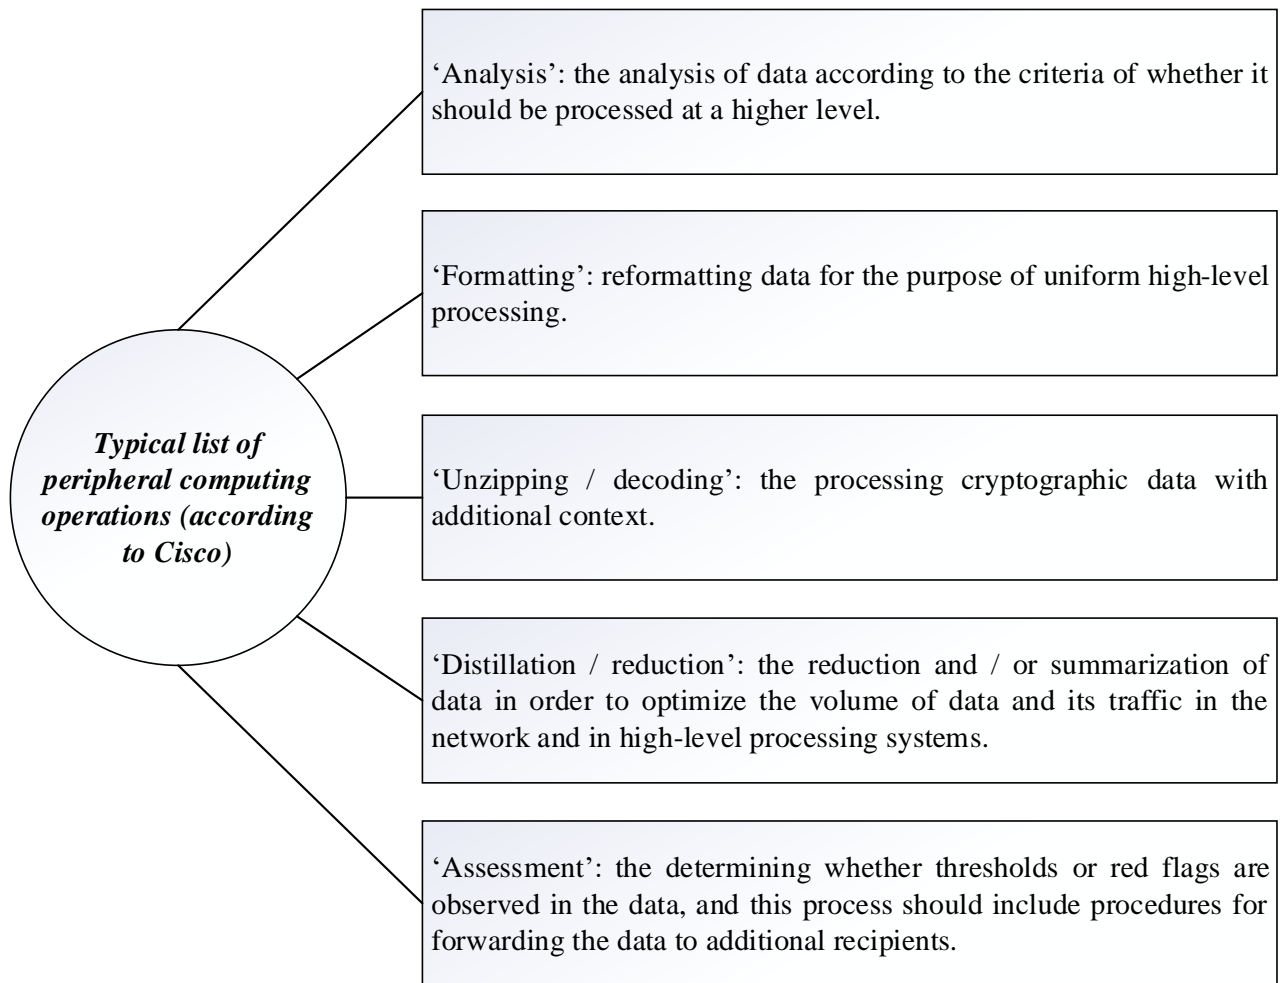 ‘Analysis’: the analysis of data according to the criteria of whether it
should be processed at a higher level.
‘Formatting’: reformatting data for the purpose of uniform high-level
processing.
Typical list of
peripheral computing
operations (according
to Cisco)
‘Unzipping / decoding’: the processing cryptographic data with
additional context.
‘Distillation / reduction’: the reduction and / or summarization of
data in order to optimize the volume of data and its traffic in the
network and in high-level processing systems.
‘Assessment’: the determining whether thresholds or red flags are
observed in the data, and this process should include procedures for
forwarding the data to additional recipients.